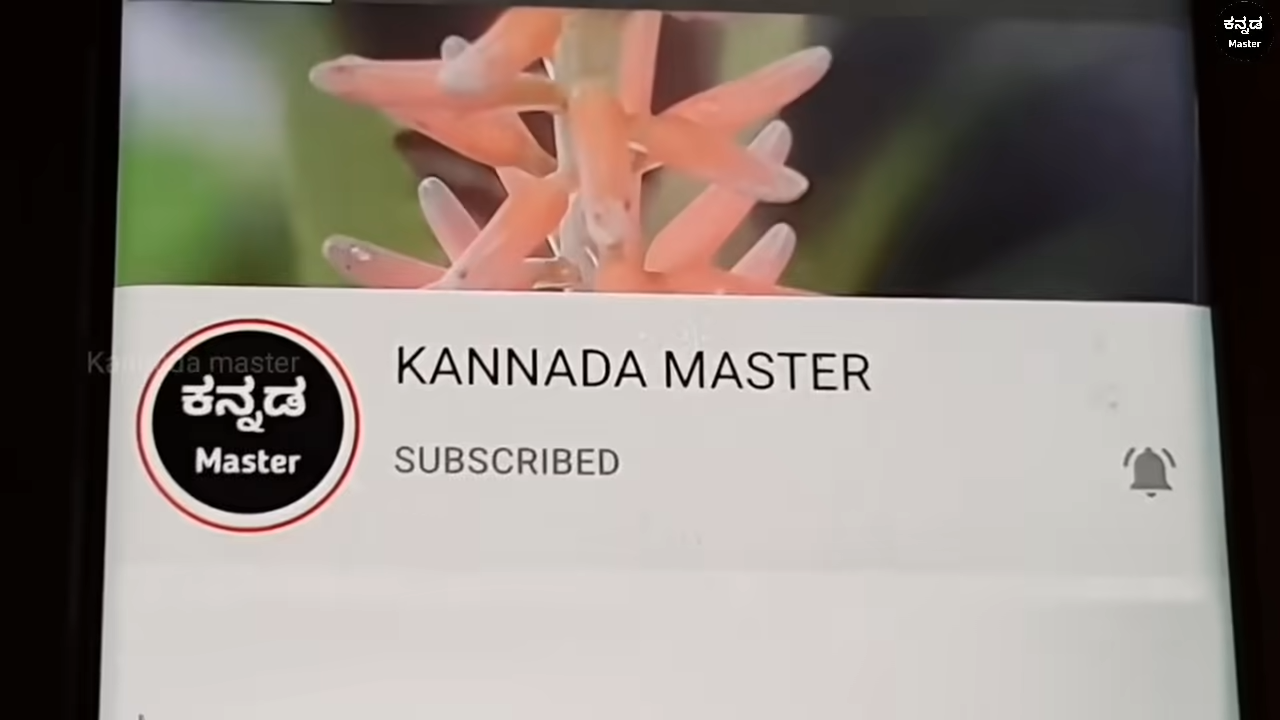 ಕನ್ನಡ
Master
KANNADA MASTER
Kannada master
ಕನ್ನಡ
Master
SUBSCRIBED